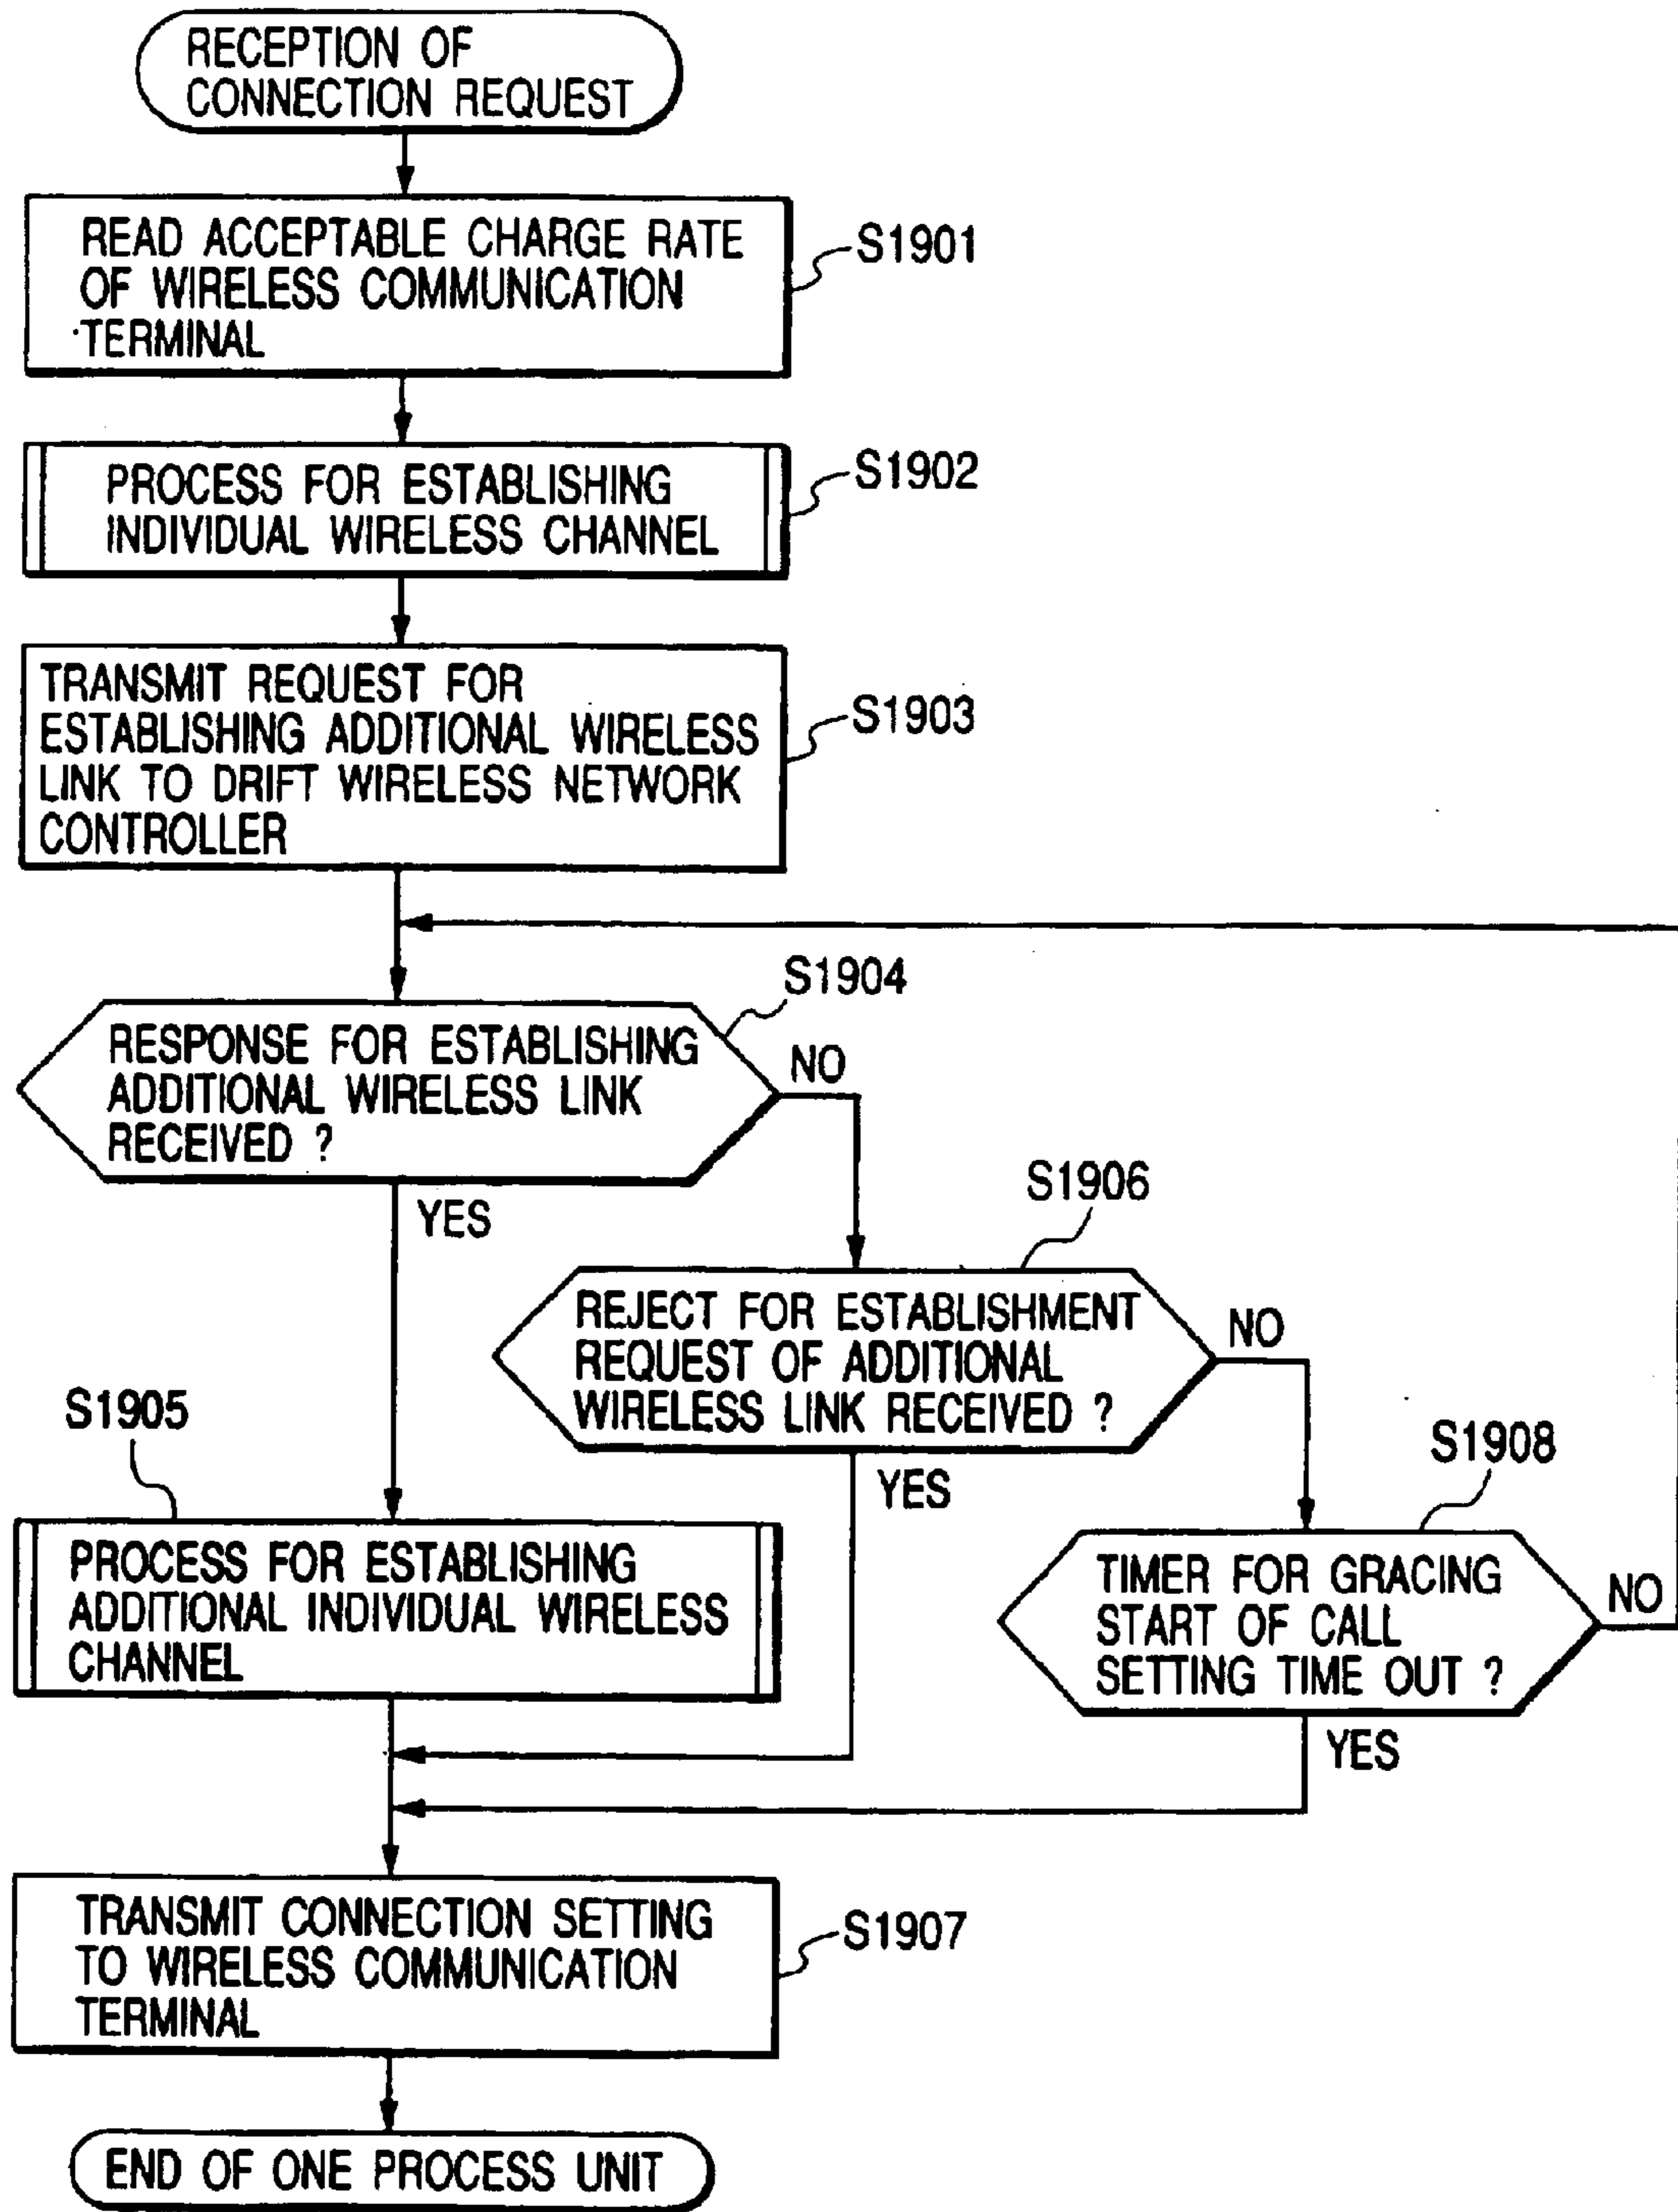 RECEPTION OF
CONNECTION REQUEST
READ ACCEPTABLE CHARGE RATE
OF WIRELESS COMMUNICATION
TERMINAL
S1901
PROCESS FOR ESTABLISHING
INDIVIDUAL WIRELESS CHANNEL
S1902
TRANSMIT REQUEST FOR
ESTABLISHING ADDITIONAL WIRELESS
LINK TO DRIFT WIRELESS NETWORK
CONTROLLER
S1903
S1904
RESPONSE FOR ESTABLISHING
ADDITIONAL WIRELESS LINK
RECEIVED ?
NO
YES
S1906
REJECT FOR ESTABLISHMENT
REQUEST OF ADDITIONAL
WIRELESS LINK RECEIVED ?
NO
YES
S1905
PROCESS FOR ESTABLISHING
ADDITIONAL INDIVIDUAL WIRELESS
CHANNEL
S1908
TIMER FOR GRACING
START OF CALL
SETTING TIME OUT ?
NO
YES
TRANSMIT CONNECTION SETTING
TO WIRELESS COMMUNICATION
TERMINAL
S1907
END OF ONE PROCESS UNIT